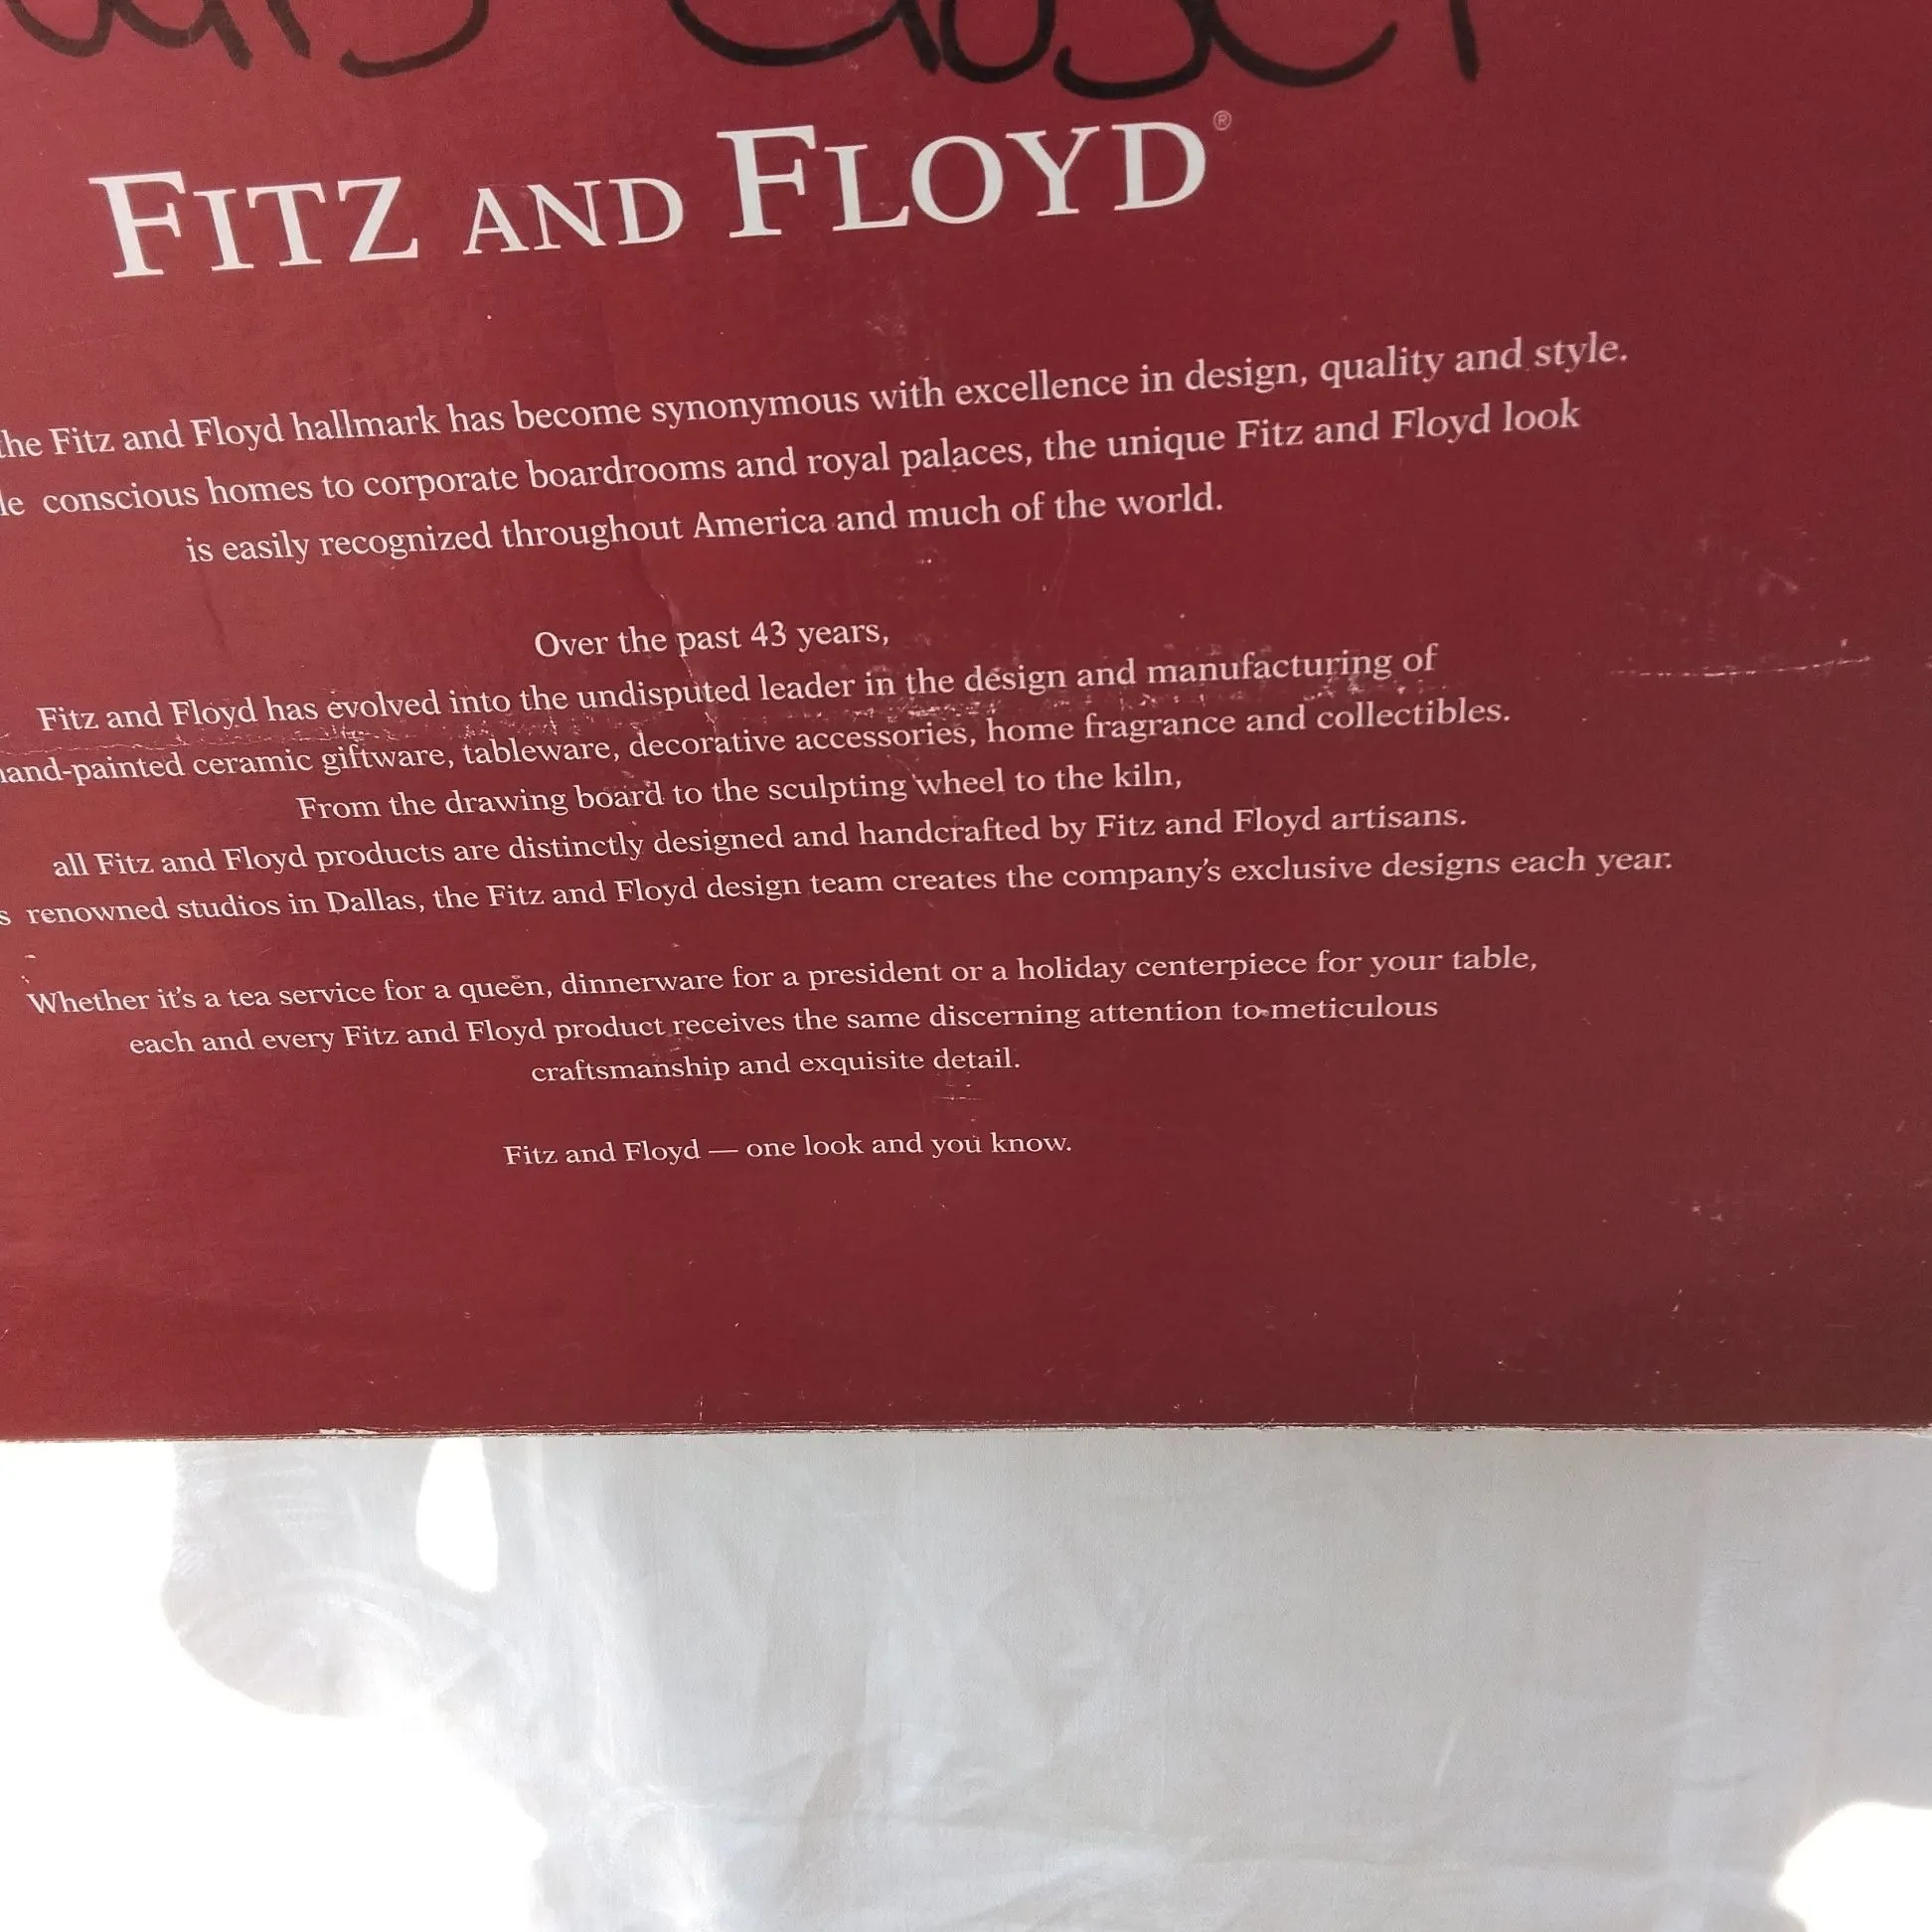 Closet
FITZ AND FLOYD®
the Fitz and Floyd hallmark has become synonymous with excellence in design, quality and style.
conscious homes to corporate boardrooms and royal palaces, the unique Fitz and Floyd look
is easily recognized throughout America and much of the world.
Over the past 43 years,
Fitz and Floyd has evolved into the undisputed leader in the design and manufacturing of
hand-painted ceramic giftware, tableware, decorative accessories, home fragrance and collectibles.
From the drawing board to the sculpting wheel to the kiln,
all Fitz and Floyd products are distinctly designed and handcrafted by Fitz and Floyd artisans.
renowned studios in Dallas, the Fitz and Floyd design team creates the company's exclusive designs each year.
Whether it's a tea service for a queen, dinnerware for a president or a holiday centerpiece for your table,
each and every Fitz and Floyd product receives the same discerning attention to meticulous
craftsmanship and exquisite detail.
Fitz and Floyd — one look and you know.